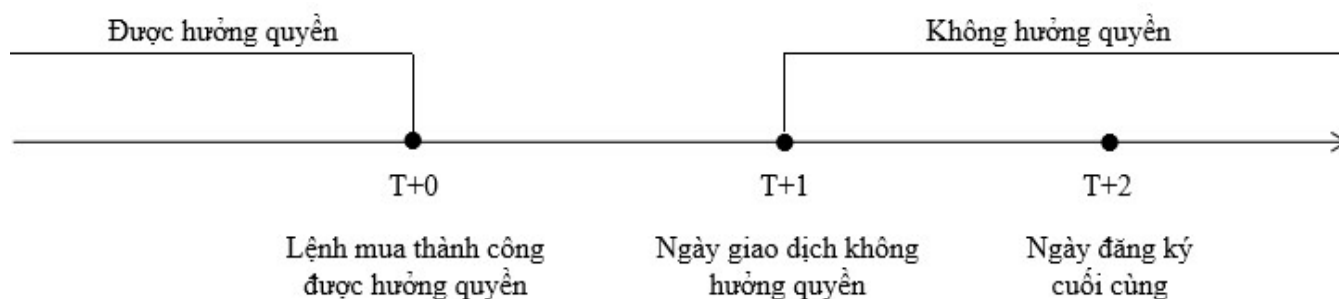 Được hưởng quyền
Không hưởng quyền
T+0
T+1
T+2
Lệnh mua thành công
được hưởng quyền
Ngày giao dịch không
hưởng quyền
Ngày đăng ký
cuối cùng